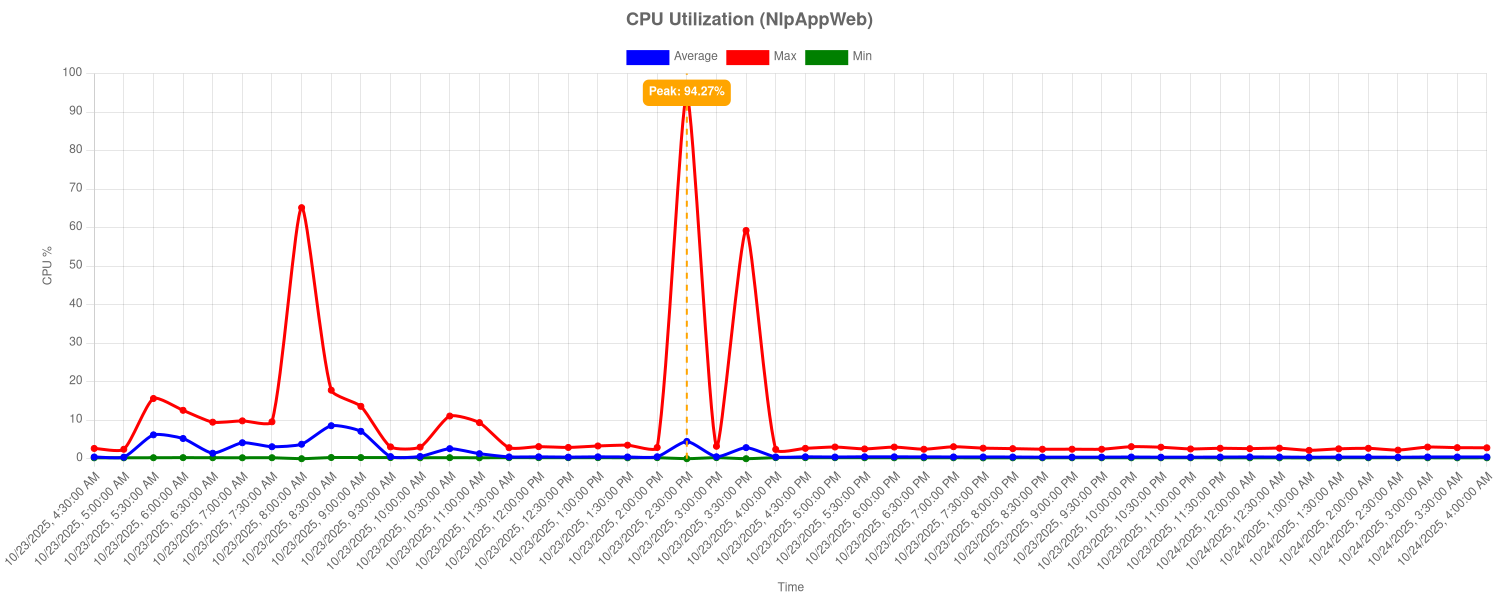 CPU Utilization (NlpAppWeb)
Average Max Min
Peak: 94.27%
100
90
80
70
60
50
40
30
20
10
0
CPU %
10/23/2025, 4:30:00 AM
10/23/2025, 5:00:00 AM
10/23/2025, 5:30:00 AM
10/23/2025, 6:00:00 AM
10/23/2025, 6:30:00 AM
10/23/2025, 7:00:00 AM
10/23/2025, 7:30:00 AM
10/23/2025, 8:00:00 AM
10/23/2025, 8:30:00 AM
10/23/2025, 9:00:00 AM
10/23/2025, 9:30:00 AM
10/23/2025, 10:00:00 AM
10/23/2025, 10:30:00 AM
10/23/2025, 11:00:00 AM
10/23/2025, 11:30:00 AM
10/23/2025, 12:00:00 PM
10/23/2025, 12:30:00 PM
10/23/2025, 1:00:00 PM
10/23/2025, 1:30:00 PM
10/23/2025, 2:00:00 PM
10/23/2025, 2:30:00 PM
10/23/2025, 3:00:00 PM
10/23/2025, 3:30:00 PM
10/23/2025, 4:00:00 PM
10/23/2025, 4:30:00 PM
10/23/2025, 5:00:00 PM
10/23/2025, 5:30:00 PM
10/23/2025, 6:00:00 PM
10/23/2025, 6:30:00 PM
10/23/2025, 7:00:00 PM
10/23/2025, 7:30:00 PM
10/23/2025, 8:00:00 PM
10/23/2025, 8:30:00 PM
10/23/2025, 9:00:00 PM
10/23/2025, 9:30:00 PM
10/23/2025, 10:00:00 PM
10/23/2025, 10:30:00 PM
10/23/2025, 11:00:00 PM
10/23/2025, 11:30:00 PM
10/24/2025, 12:00:00 AM
10/24/2025, 12:30:00 AM
10/24/2025, 1:00:00 AM
10/24/2025, 1:30:00 AM
10/24/2025, 2:00:00 AM
10/24/2025, 2:30:00 AM
10/24/2025, 3:00:00 AM
10/24/2025, 3:30:00 AM
10/24/2025, 4:00:00 AM
Time